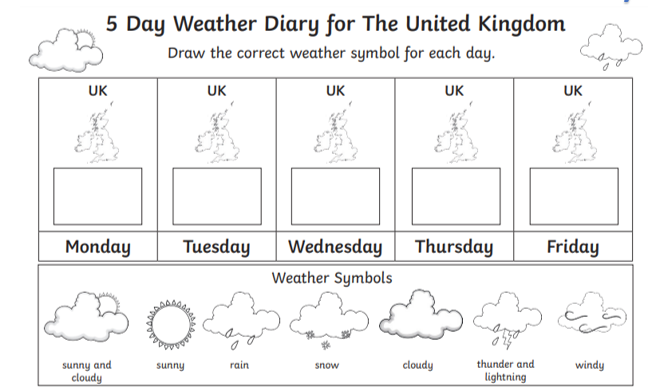 5 Day Weather Diary for The United Kingdom
Draw the correct weather symbol for each day.
UK UK UK UK UK
Monday Tuesday Wednesday Thursday Friday
Weather Symbols
sunny and cloudy sunny rain snow cloudy thunder and lightning windy